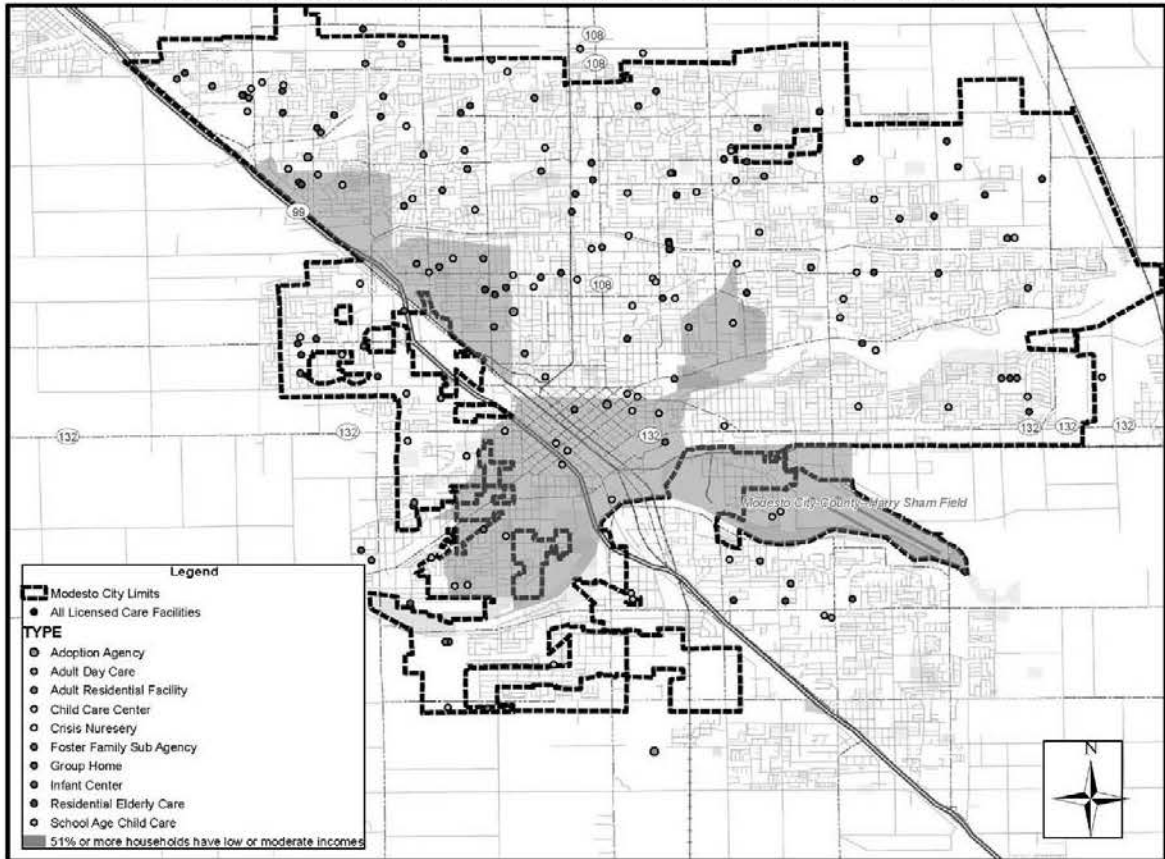 108
108
99
108
132
132
132
132
132
132
Modesto City-County - Harry Sham Field
Legend
Modesto City Limits
All Licensed Care Facilities
TYPE
Adoption Agency
Adult Day Care
Adult Residential Facility
Child Care Center
Crisis Nuresery
Foster Family Sub Agency
Group Home
Infant Center
Residential Elderly Care
School Age Child Care
51% or more households have low or moderate incomes
N